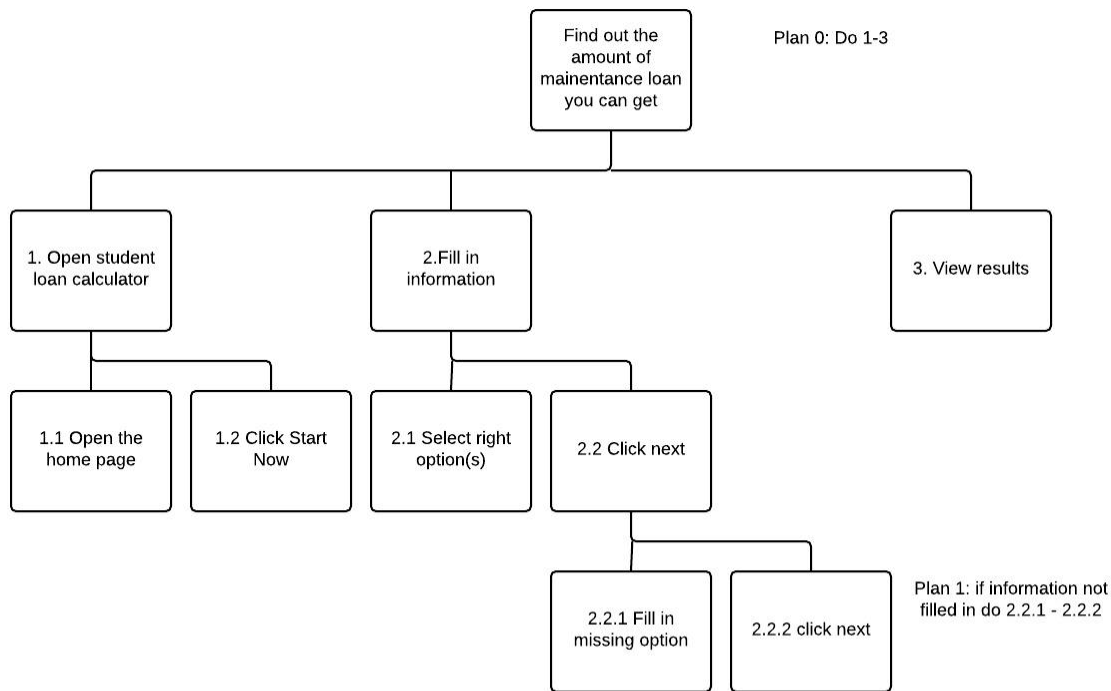 Find out the
amount of
mainentance loan
you can get
Plan 0: Do 1-3
1. Open student
loan calculator
2.Fill in
information
3. View results
1.1 Open the
home page
1.2 Click Start
Now
2.1 Select right
option(s)
2.2 Click next
2.2.1 Fill in
missing option
2.2.2 click next
Plan 1: if information not
filled in do 2.2.1 - 2.2.2